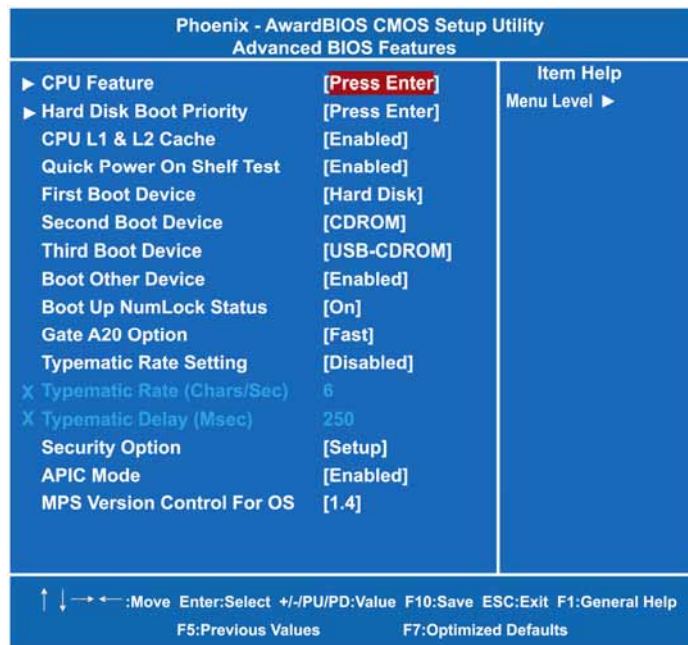 Phoenix - AwardBIOS CMOS Setup Utility
Advanced BIOS Features
▶ CPU Feature [Press Enter]
▶ Hard Disk Boot Priority [Press Enter]
CPU L1 & L2 Cache [Enabled]
Quick Power On Shelf Test [Enabled]
First Boot Device [Hard Disk]
Second Boot Device [CDROM]
Third Boot Device [USB-CDROM]
Boot Other Device [Enabled]
Boot Up NumLock Status [On]
Gate A20 Option [Fast]
Typematic Rate Setting [Disabled]
X Typematic Rate (Chars/Sec) 6
X Typematic Delay (Msec) 250
Security Option [Setup]
APIC Mode [Enabled]
MPS Version Control For OS [1.4]
Item Help
Menu Level ▶
↑ ↓ → ← :Move Enter:Select +/-/PU/PD:Value F10:Save ESC:Exit F1:General Help
F5:Previous Values F7:Optimized Defaults